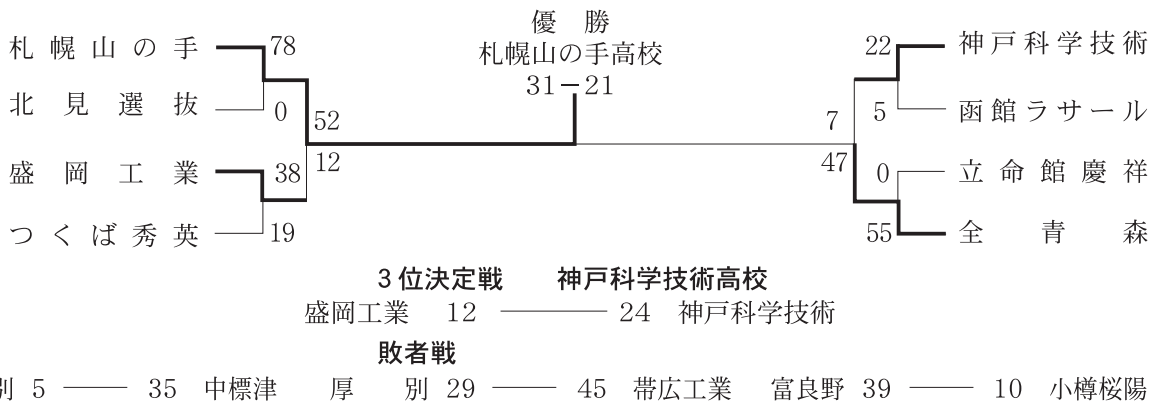 優 勝
札幌山の手高校
31－21
札幌山の手 78
北見選抜 0
52
12
盛岡工業 38
つくば秀英 19
22 神戸科学技術
5 函館ラサール
7
47
0 立命館慶祥
55 全青森
3位決定戦 神戸科学技術高校
盛岡工業 12 ――― 24 神戸科学技術
敗者戦
別 5 ―― 35 中標津 厚別 29 ―― 45 帯広工業 富良野 39 ―― 10 小樽桜陽